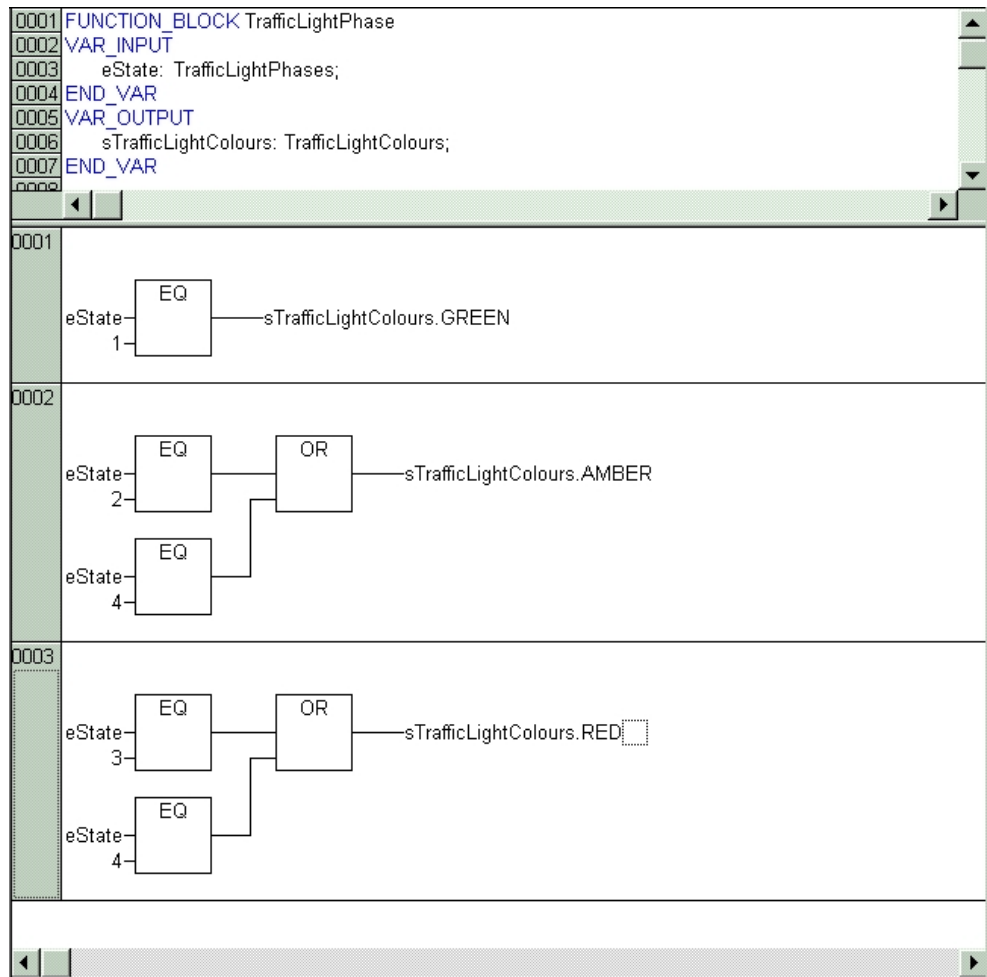 0001 FUNCTION_BLOCK TrafficLightPhase
0002 VAR_INPUT
0003 eState: TrafficLightPhases;
0004 END_VAR
0005 VAR_OUTPUT
0006 sTrafficLightColours: TrafficLightColours;
0007 END_VAR
0008
0001
EQ
eState sTrafficLightColours.GREEN
1
0002
EQ OR
eState sTrafficLightColours.AMBER
2
EQ
eState
4
0003
EQ OR
eState sTrafficLightColours.RED
3
EQ
eState
4